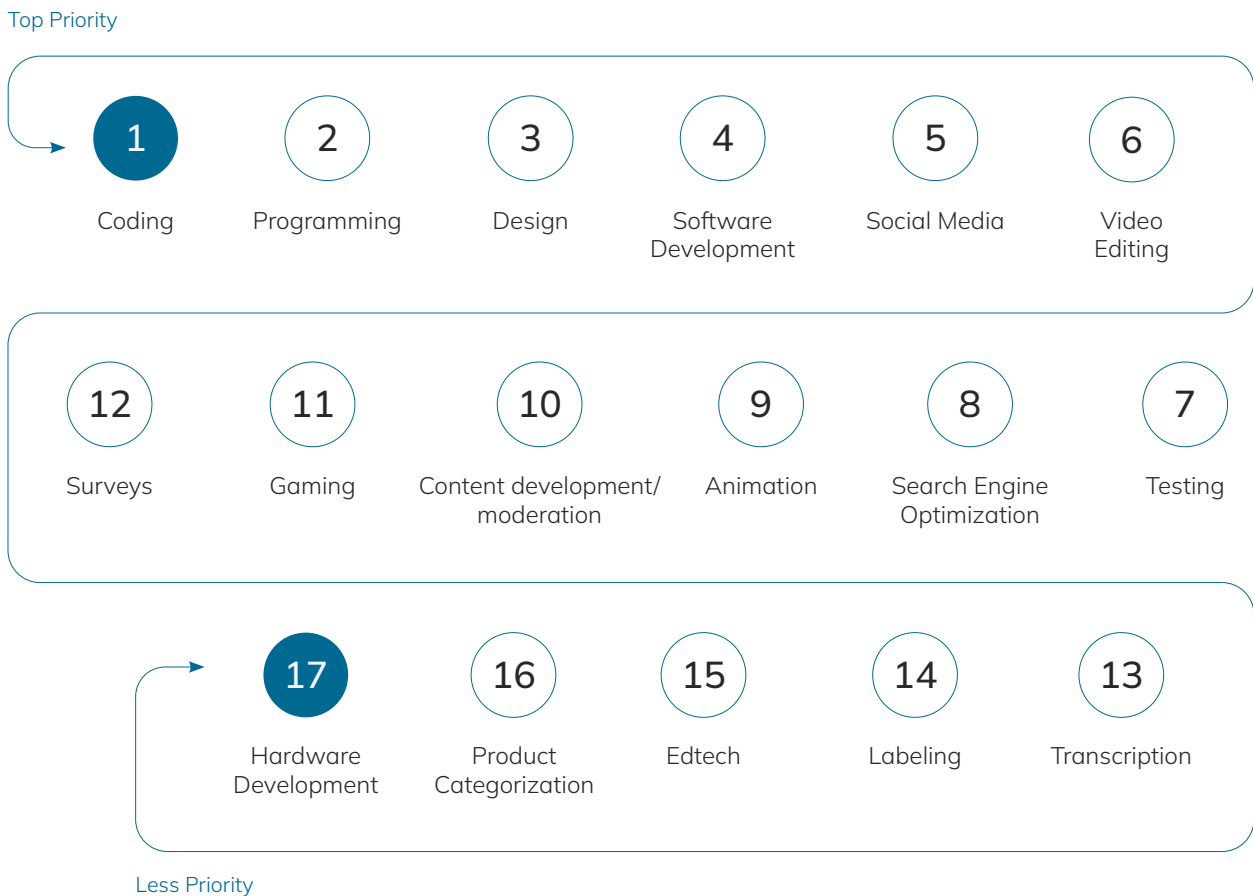 Top Priority
1
2
3
4
5
6
Coding
Programming
Design
Software
Development
Social Media
Video
Editing
12
11
10
9
8
7
Surveys
Gaming
Content development/
moderation
Animation
Search Engine
Optimization
Testing
17
16
15
14
13
Hardware
Development
Product
Categorization
Edtech
Labeling
Transcription
Less Priority